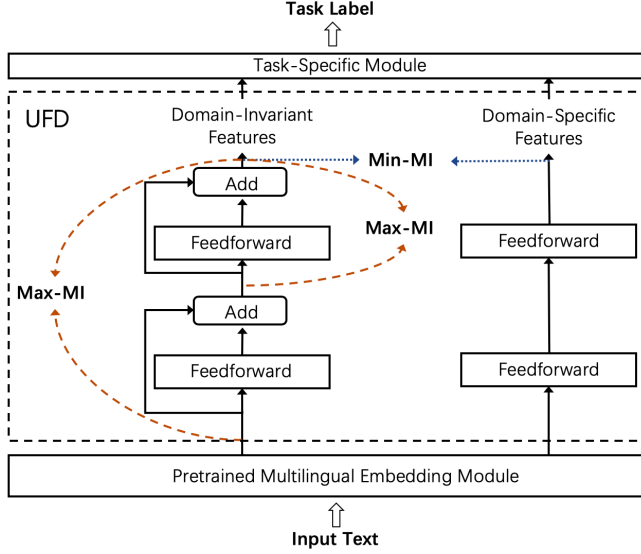 Task Label
Task-Specific Module
UFD
Domain-Invariant
Features
Domain-Specific
Features
Min-MI
Add
Max-MI
Feedforward
Feedforward
Max-MI
Add
Feedforward
Feedforward
Pretrained Multilingual Embedding Module
Input Text